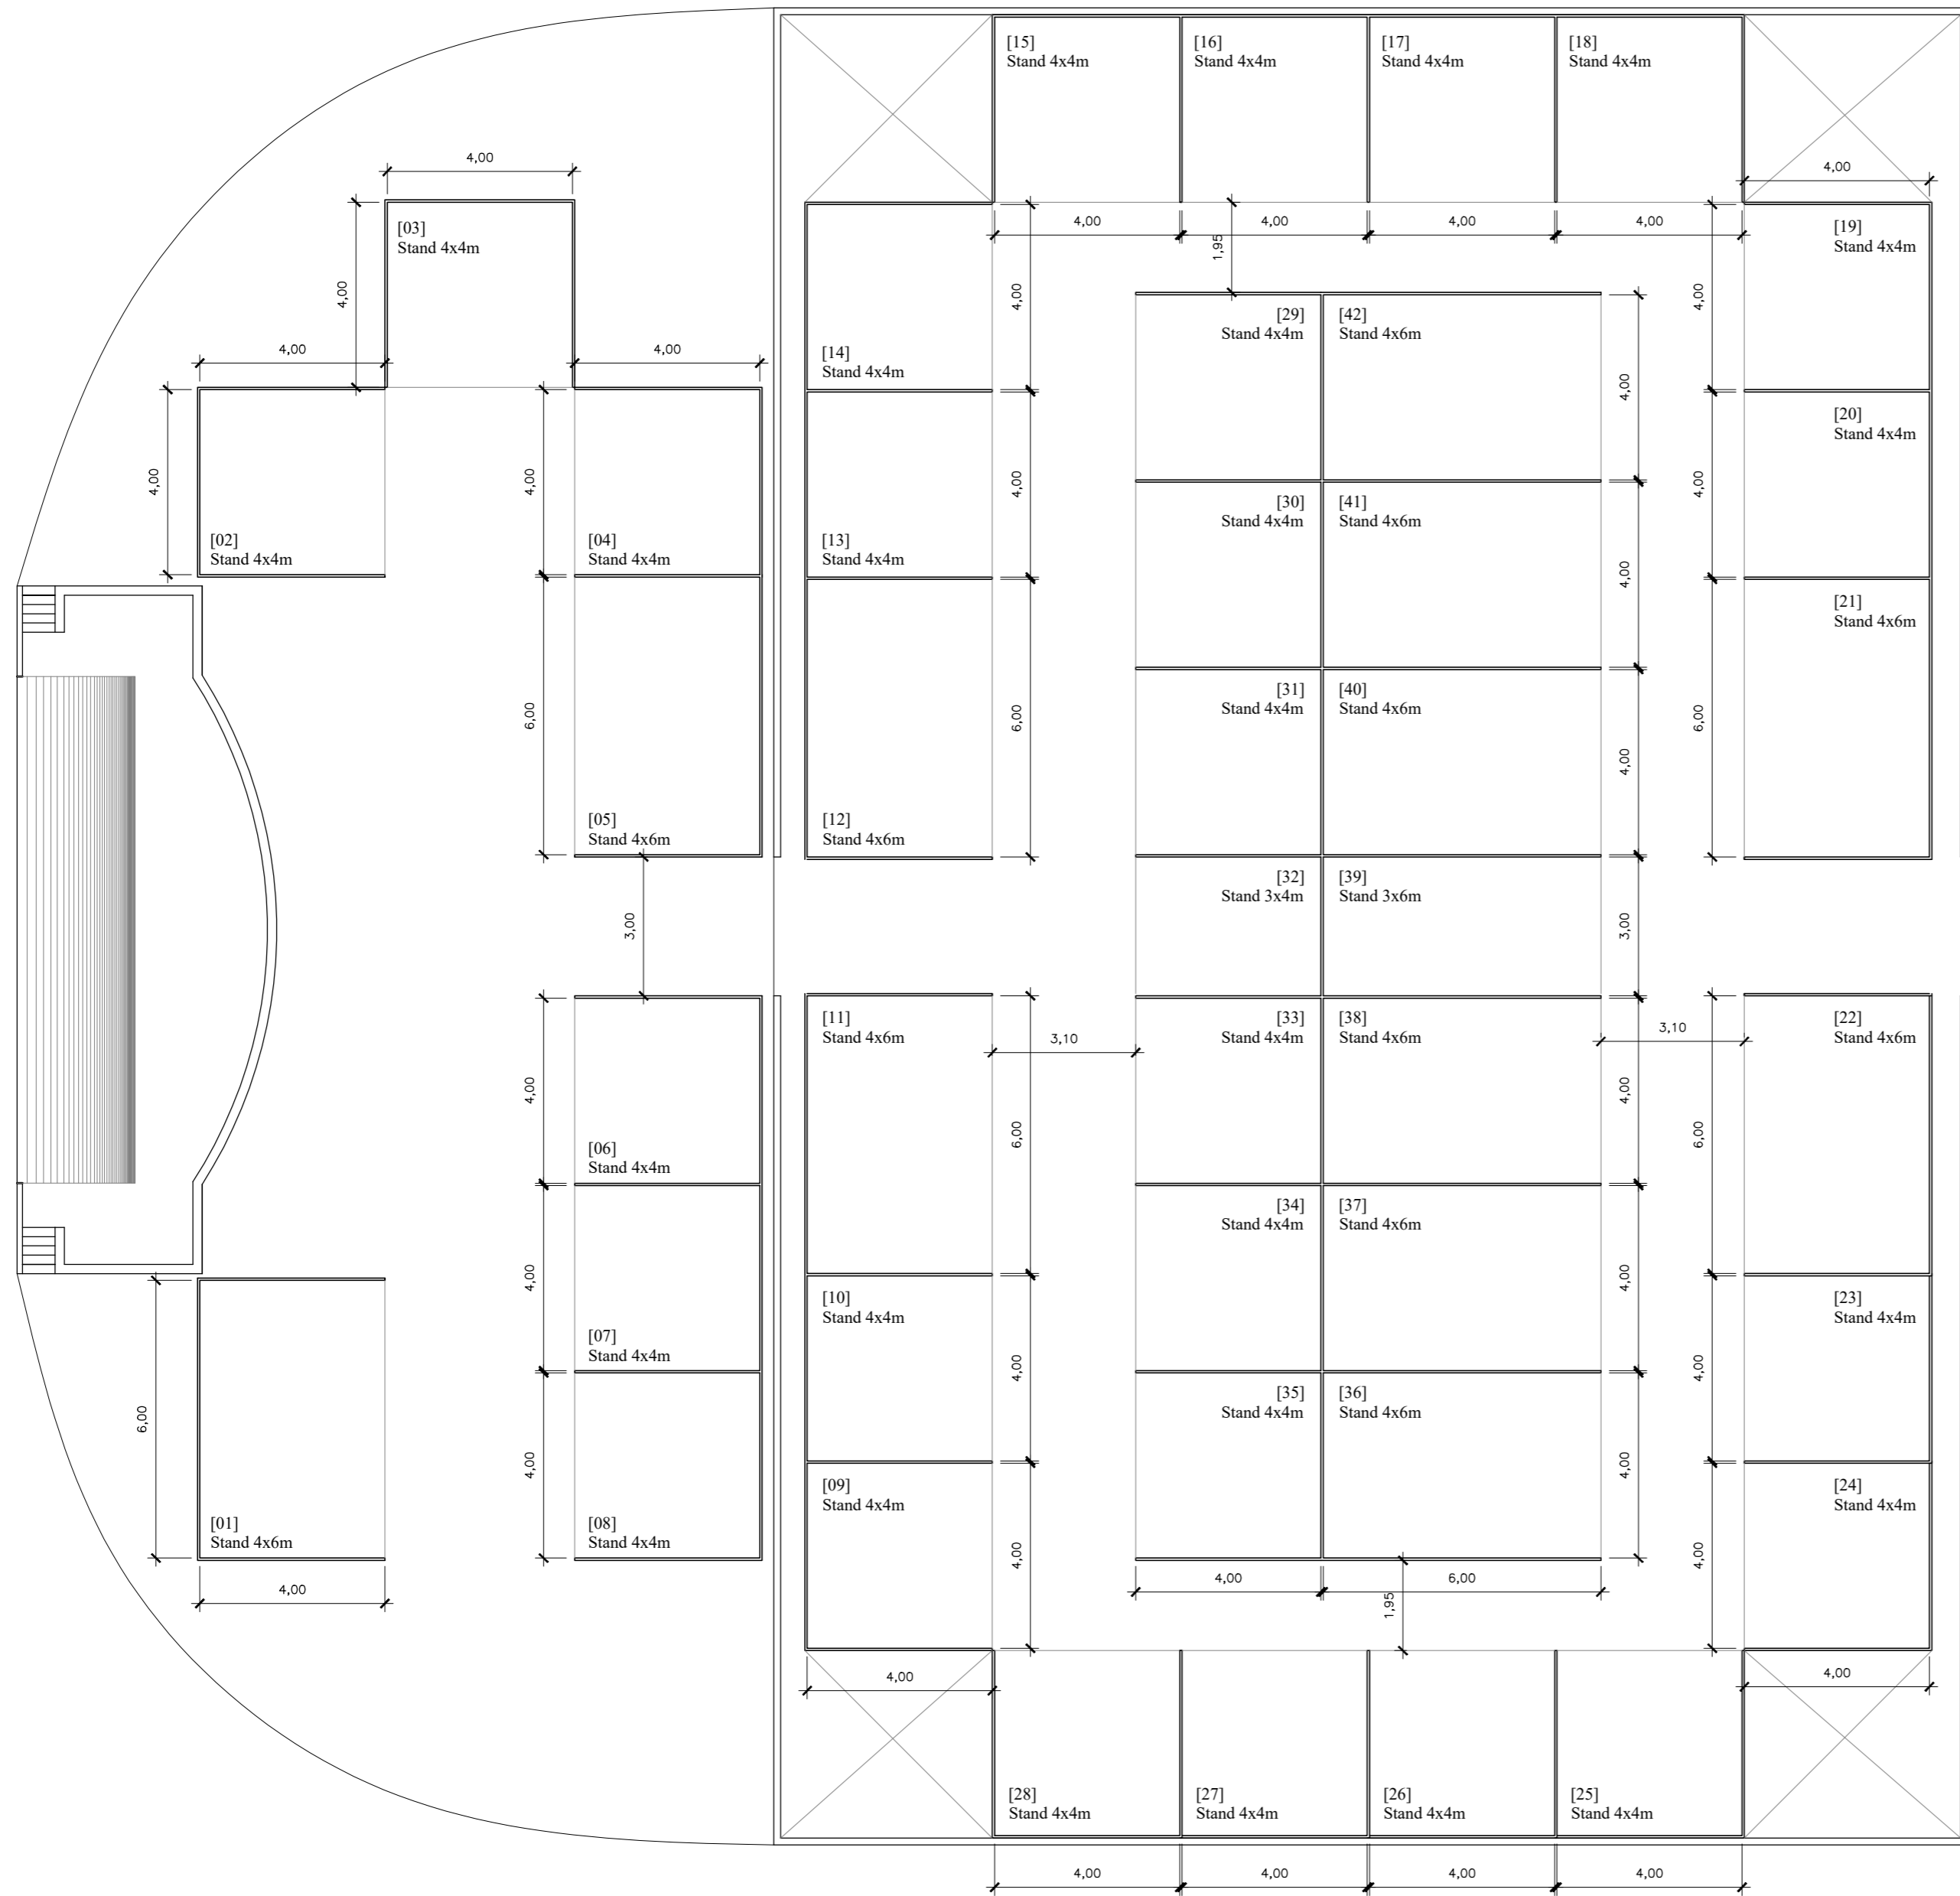 [15]
Stand 4x4m
[16]
Stand 4x4m
[17]
Stand 4x4m
[18]
Stand 4x4m
4,00
4,00
[03]
Stand 4x4m
4,00
4,00
4,00
4,00
4,00
1,95
[19]
Stand 4x4m
4,00
4,00
4,00
4,00
4,00
[29]
Stand 4x4m
[42]
Stand 4x6m
[14]
Stand 4x4m
4,00
[20]
Stand 4x4m
4,00
4,00
4,00
4,00
[30]
Stand 4x4m
[41]
Stand 4x6m
[02]
Stand 4x4m
[04]
Stand 4x4m
[13]
Stand 4x4m
4,00
[21]
Stand 4x6m
6,00
6,00
6,00
[31]
Stand 4x4m
[40]
Stand 4x6m
4,00
[05]
Stand 4x6m
[12]
Stand 4x6m
[32]
Stand 3x4m
[39]
Stand 3x6m
3,00
3,00
[11]
Stand 4x6m
[33]
Stand 4x4m
[38]
Stand 4x6m
[22]
Stand 4x6m
3,10
3,10
4,00
4,00
6,00
6,00
[06]
Stand 4x4m
[34]
Stand 4x4m
[37]
Stand 4x6m
4,00
4,00
[10]
Stand 4x4m
[23]
Stand 4x4m
[07]
Stand 4x4m
4,00
4,00
[35]
Stand 4x4m
[36]
Stand 4x6m
6,00
4,00
4,00
[09]
Stand 4x4m
[24]
Stand 4x4m
[01]
Stand 4x6m
[08]
Stand 4x4m
4,00
4,00
4,00
4,00
6,00
1,95
4,00
4,00
[28]
Stand 4x4m
[27]
Stand 4x4m
[26]
Stand 4x4m
[25]
Stand 4x4m
4,00
4,00
4,00
4,00